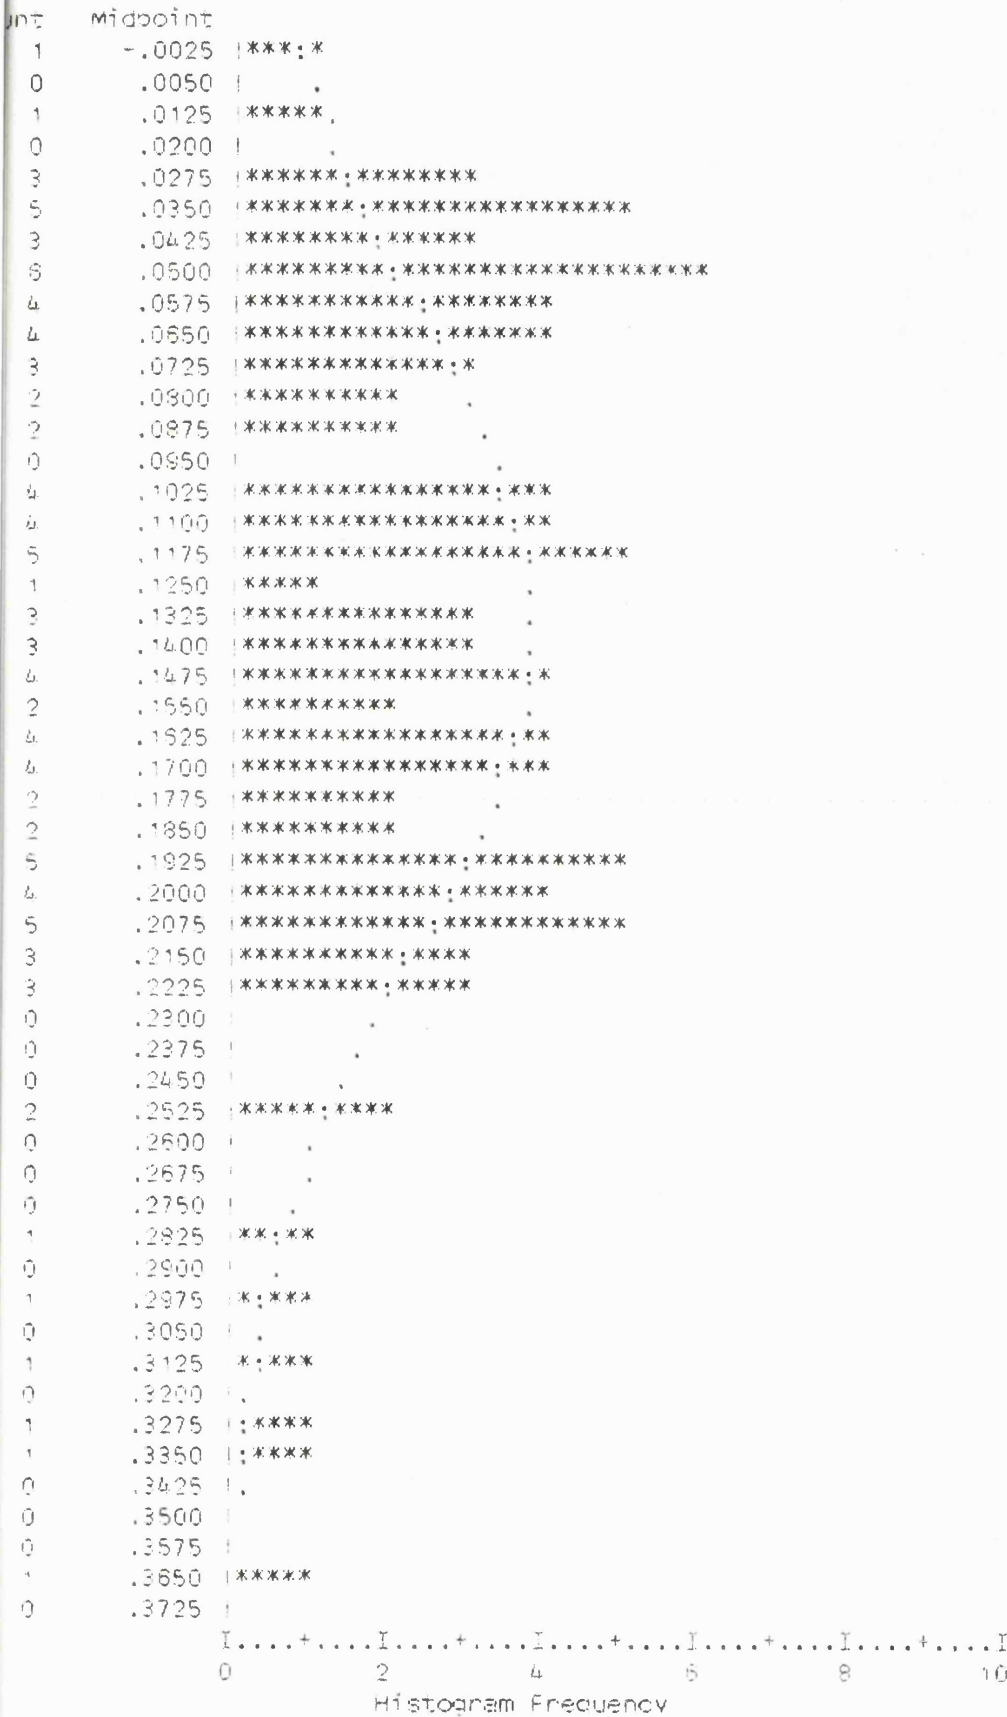 unt Midpoint
1 -.0025 |***:*
0 .0050 | .
1 .0125 |*****.
0 .0200 | .
3 .0275 |******:********
5 .0350 |*******:*****************
3 .0425 |********:******
6 .0500 |*********:********************
4 .0575 |***********:********
4 .0650 |************:*******
3 .0725 |*************:*
2 .0800 |********** .
2 .0875 |********** .
0 .0950 | .
4 .1025 |****************:***
4 .1100 |*****************:**
5 .1175 |******************:******
1 .1250 |***** .
3 .1325 |*************** .
3 .1400 |*************** .
4 .1475 |******************:*
2 .1550 |********** .
4 .1625 |*****************:**
4 .1700 |****************:***
2 .1775 |********** .
2 .1850 |********** .
5 .1925 |**************:**********
4 .2000 |*************:******
5 .2075 |************:************
3 .2150 |**********:****
3 .2225 |*********:*****
0 .2300 | .
0 .2375 | .
0 .2450 | .
2 .2525 |*****:****
0 .2600 | .
0 .2675 | .
0 .2750 | .
1 .2825 |**:**
0 .2900 | .
1 .2975 |*:***
0 .3050 | .
1 .3125 |*:***
0 .3200 |.
1 .3275 |:****
1 .3350 |:****
0 .3425 |.
0 .3500 |
0 .3575 |
1 .3650 |*****
0 .3725 |
I....+....I....+....I....+....I....+....I....+....I
0 2 4 6 8 10
Histogram Frequency